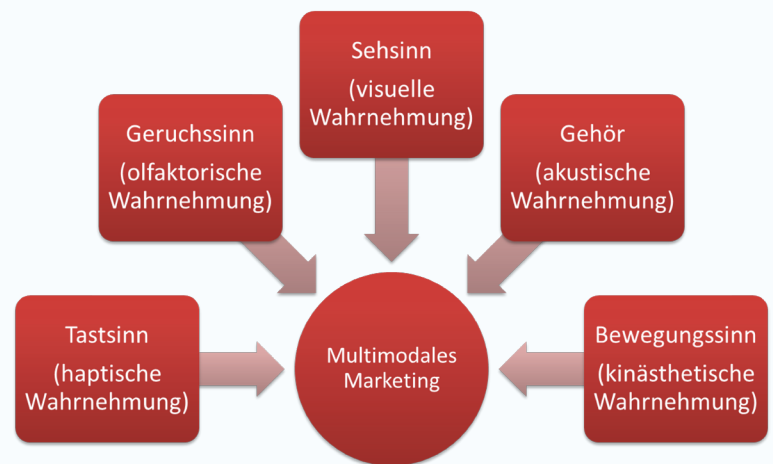 Sehsinn
(visuelle
Wahrnehmung)
Geruchssinn
(olfaktorische
Wahrnehmung)
Gehör
(akustische
Wahrnehmung)
Tastsinn
(haptische
Wahrnehmung)
Multimodales
Marketing
Bewegungssinn
(kinästhetische
Wahrnehmung)